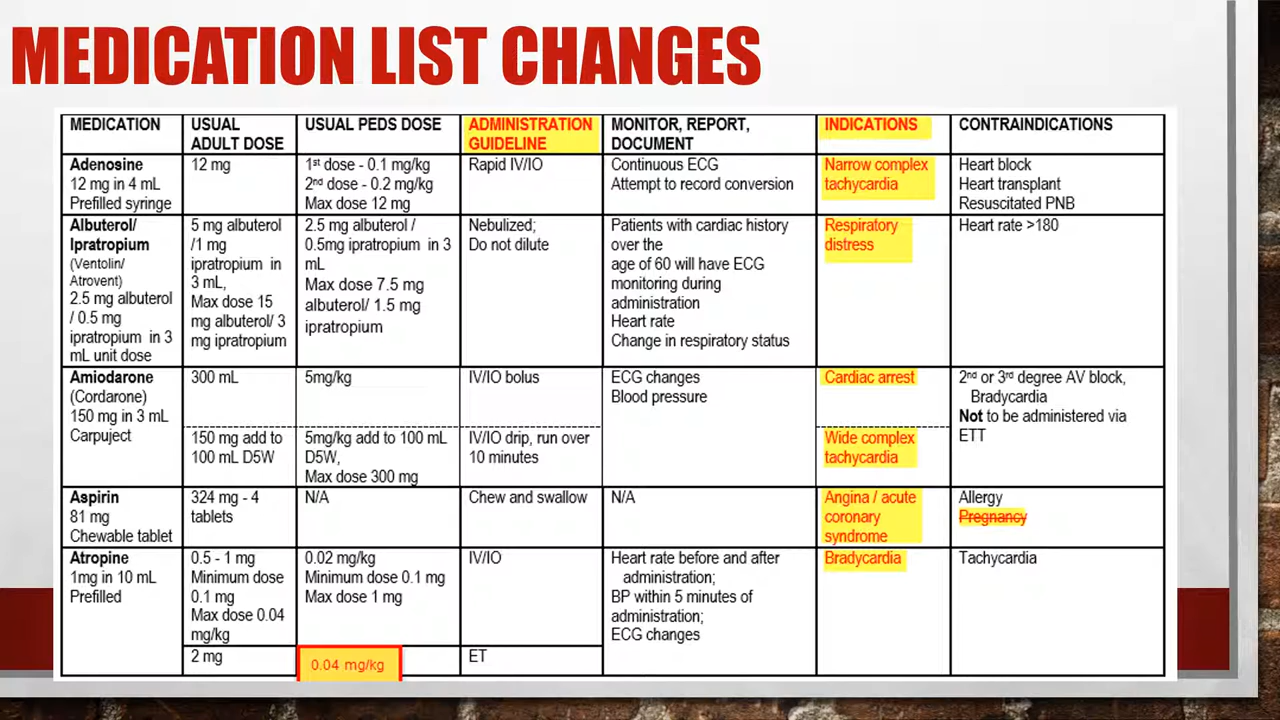 MEDICATION LIST CHANGES
MEDICATION
USUAL
ADULT DOSE
USUAL PEDS DOSE
ADMINISTRATION
GUIDELINE
MONITOR, REPORT,
DOCUMENT
INDICATIONS
CONTRAINDICATIONS
Adenosine
12 mg in 4 mL
Prefilled syringe
12 mg
1st dose - 0.1 mg/kg
2nd dose - 0.2 mg/kg
Max dose 12 mg
Rapid IV/IO
Continuous ECG
Attempt to record conversion
Narrow complex
tachycardia
Heart block
Heart transplant
Resuscitated PNB
Albuterol/
Ipratropium
(Ventolin/
Atrovent)
2.5 mg albuterol
/ 0.5 mg
ipratropium in 3
mL unit dose
5 mg albuterol
/1 mg
ipratropium in
3 mL,
Max dose 15
mg albuterol/ 3
mg ipratropium
2.5 mg albuterol /
0.5mg ipratropium in 3
mL
Max dose 7.5 mg
albuterol/ 1.5 mg
ipratropium
Nebulized;
Do not dilute
Patients with cardiac history
over the
age of 60 will have ECG
monitoring during
administration
Heart rate
Change in respiratory status
Respiratory
distress
Heart rate >180
Amiodarone
(Cordarone)
150 mg in 3 mL
Carpuject
300 mL
5mg/kg
IV/IO bolus
ECG changes
Blood pressure
Cardiac arrest
2nd or 3rd degree AV block,
Bradycardia
Not to be administered via
ETT
150 mg add to
100 mL D5W
5mg/kg add to 100 mL
D5W,
Max dose 300 mg
IV/IO drip, run over
10 minutes
Wide complex
tachycardia
Aspirin
81 mg
Chewable tablet
324 mg - 4
tablets
N/A
Chew and swallow
N/A
Angina / acute
coronary
syndrome
Allergy
Pregnancy
Atropine
1mg in 10 mL
Prefilled
0.5 - 1 mg
Minimum dose
0.1 mg
Max dose 0.04
mg/kg
0.02 mg/kg
Minimum dose 0.1 mg
Max dose 1 mg
IV/IO
Heart rate before and after
administration;
BP within 5 minutes of
administration;
ECG changes
Bradycardia
Tachycardia
2 mg
0.04 mg/kg
ET